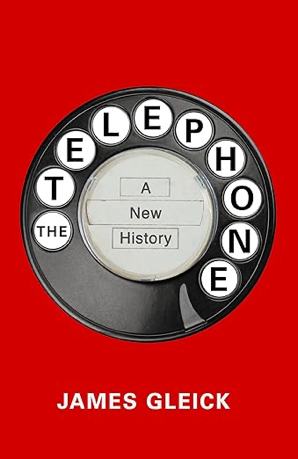 THE TELEPHONE
A
New
History
JAMES GLEICK